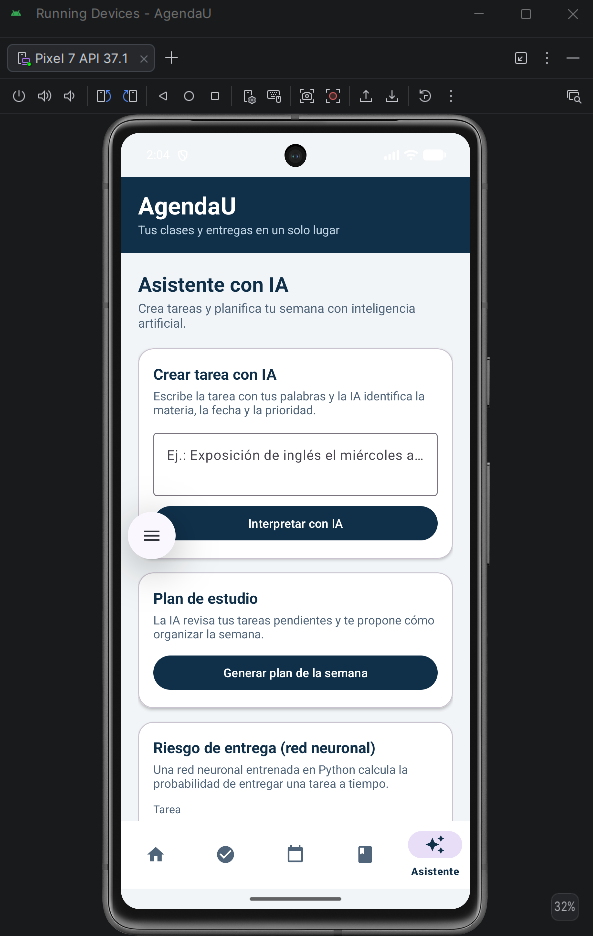 Running Devices - AgendaU
Pixel 7 API 37.1
2:04
AgendaU
Tus clases y entregas en un solo lugar
Asistente con IA
Crea tareas y planifica tu semana con inteligencia
artificial.
Crear tarea con IA
Escribe la tarea con tus palabras y la IA identifica la
materia, la fecha y la prioridad.
Ej.: Exposición de inglés el miércoles a...
Interpretar con IA
Plan de estudio
La IA revisa tus tareas pendientes y te propone cómo
organizar la semana.
Generar plan de la semana
Riesgo de entrega (red neuronal)
Una red neuronal entrenada en Python calcula la
probabilidad de entregar una tarea a tiempo.
Tarea
Asistente
32%